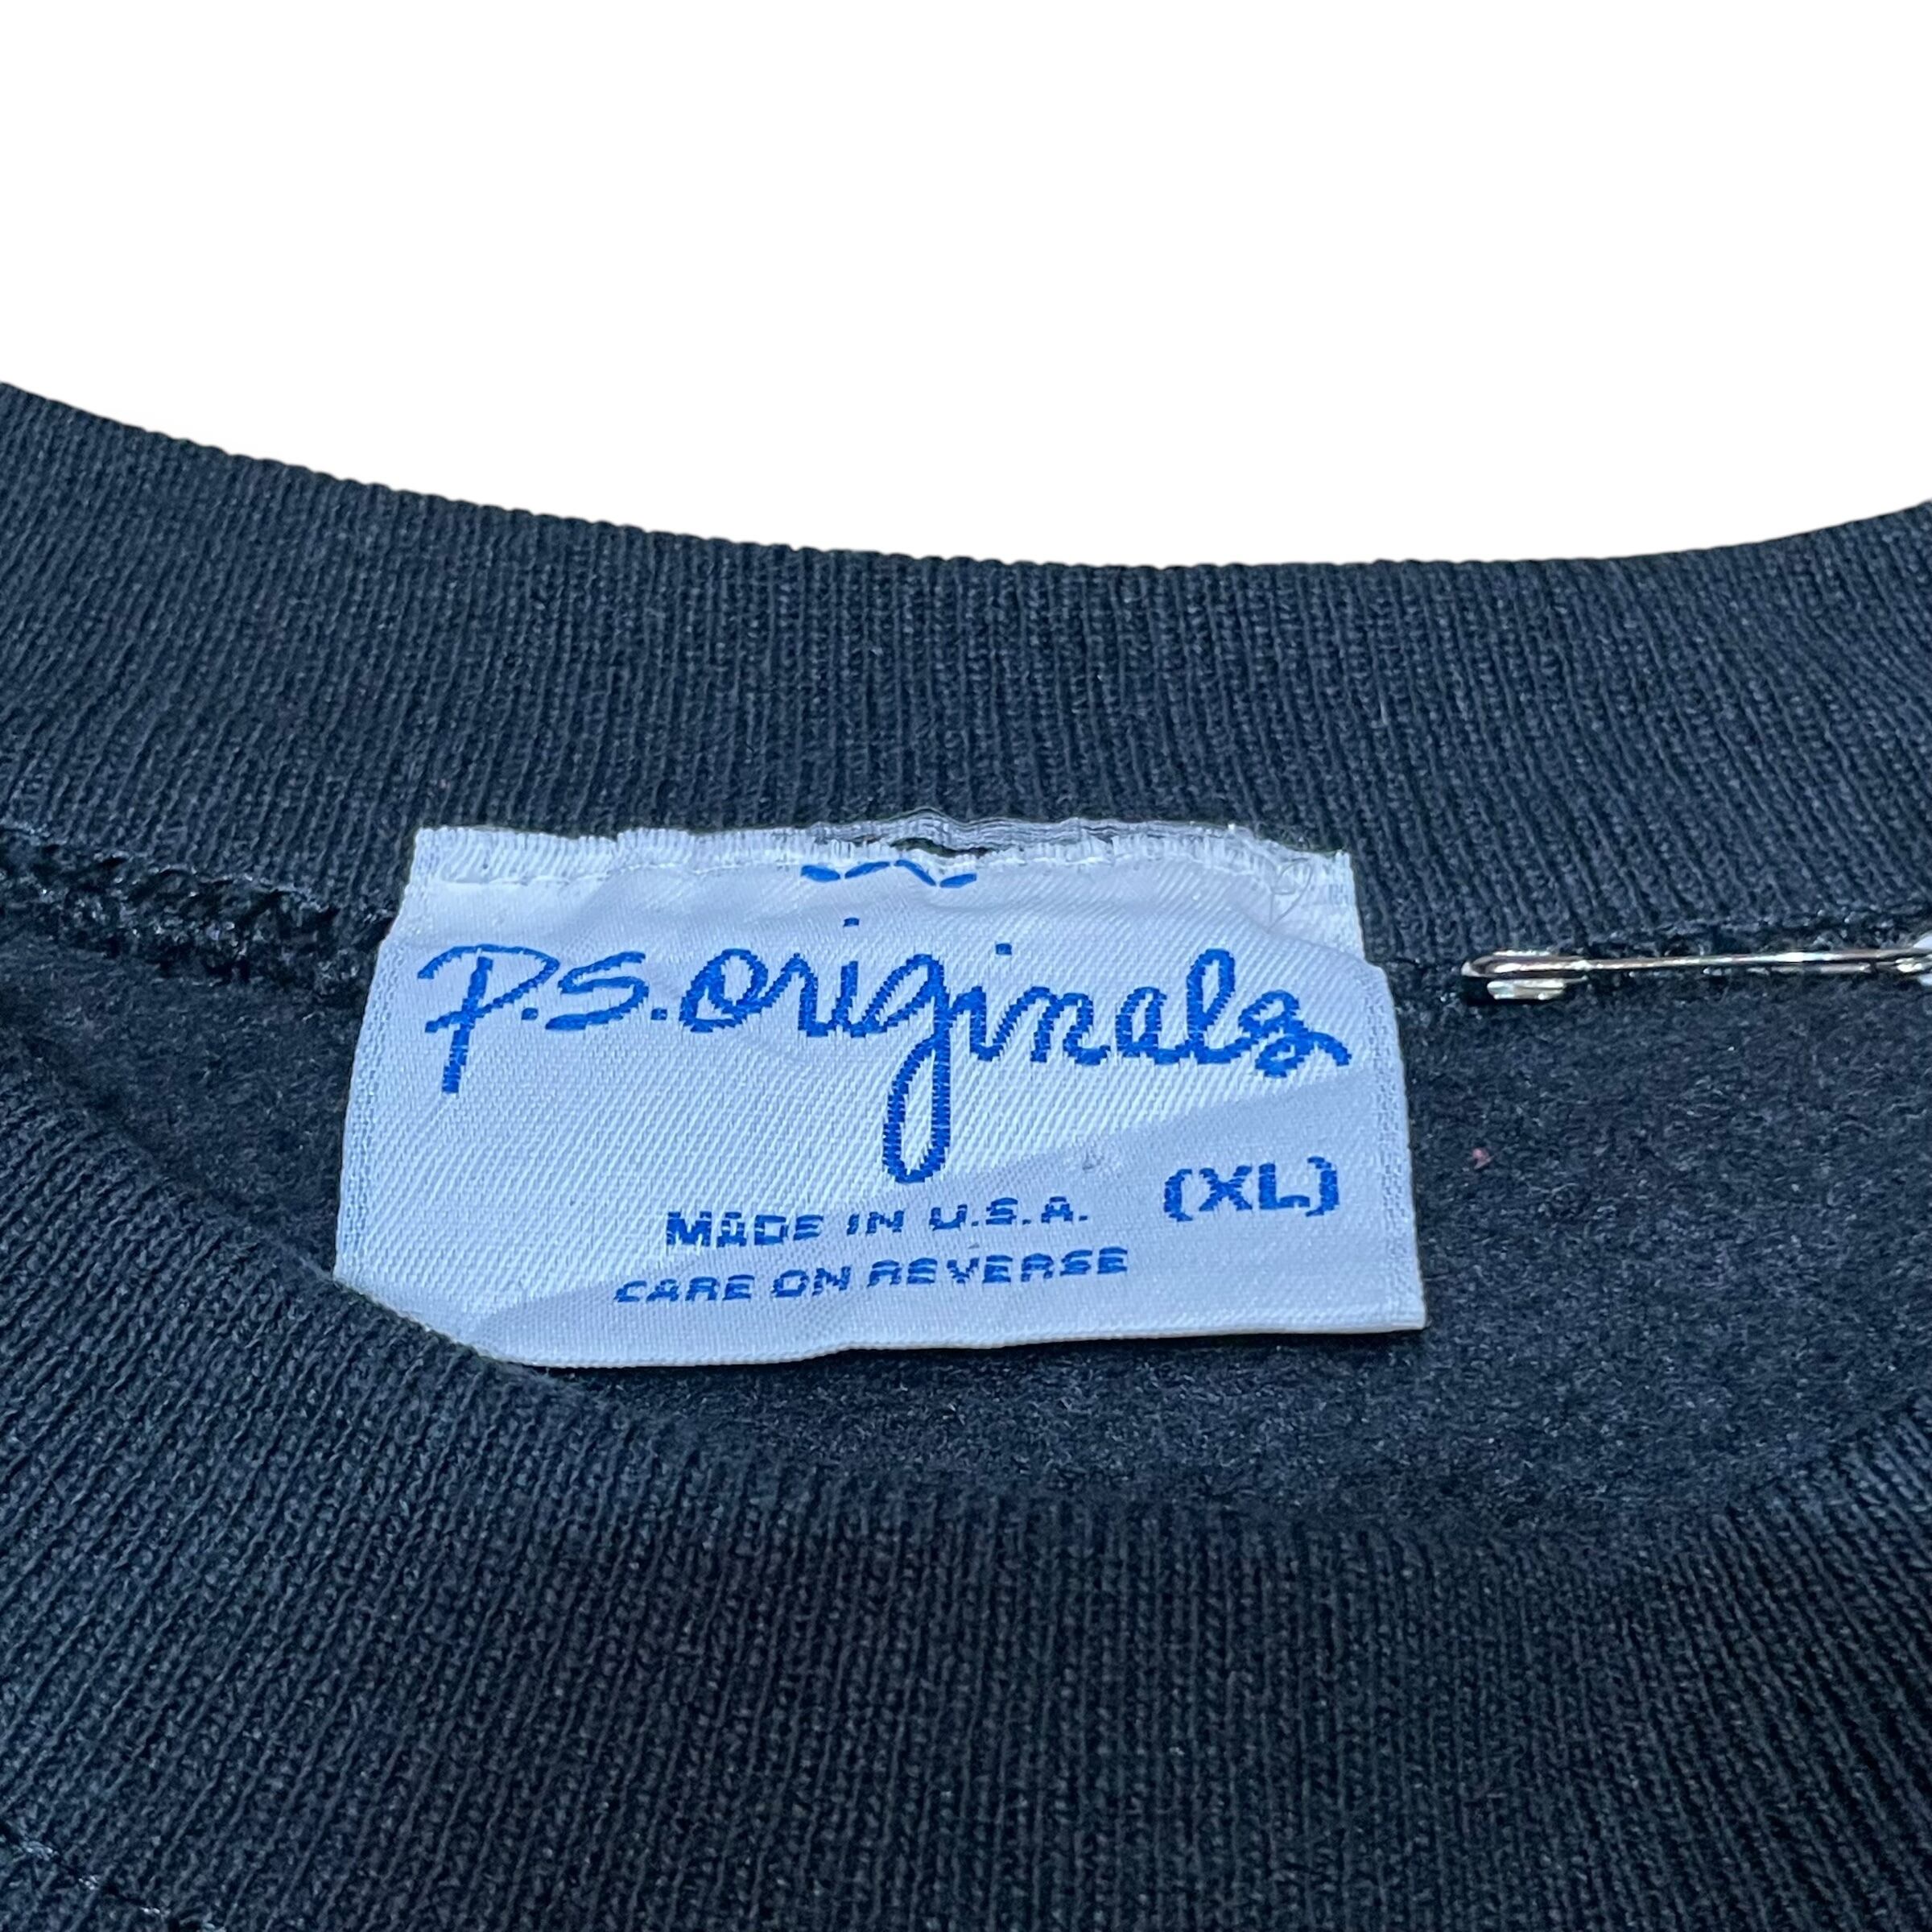 P.S. originals
(XL)
MADE IN U.S.A.
CARE ON REVERSE